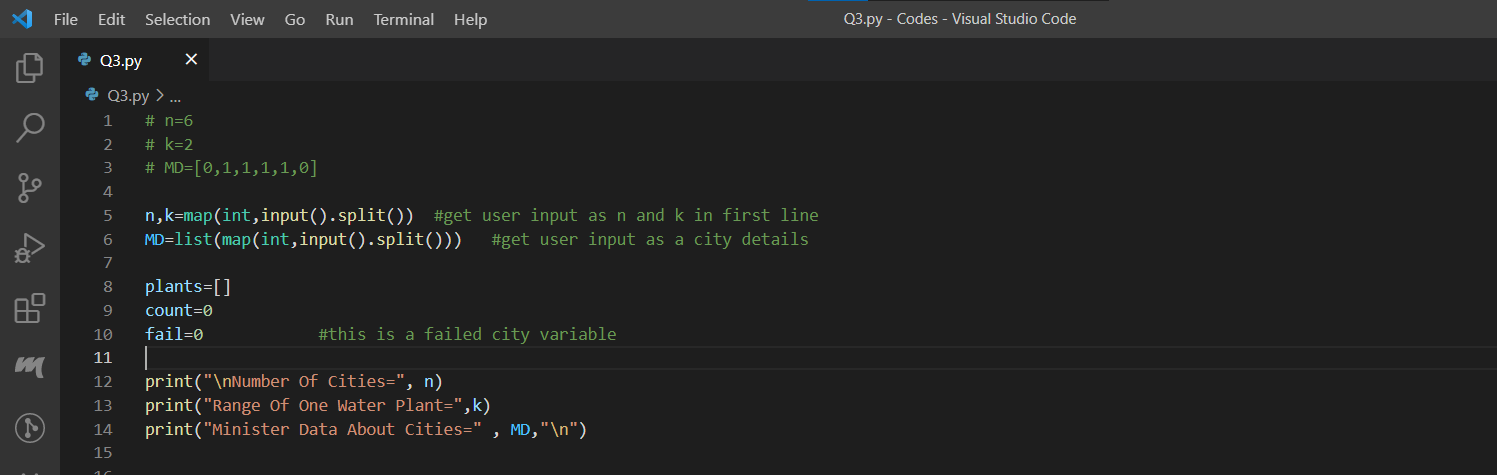 File Edit Selection View Go Run Terminal Help Q3.py - Codes - Visual Studio Code
Q3.py ×
Q3.py > ...
1 # n=6
2 # k=2
3 # MD=[0,1,1,1,1,0]
4
5 n,k=map(int,input().split())  #get user input as n and k in first line
6 MD=list(map(int,input().split()))   #get user input as a city details
7
8 plants=[]
9 count=0
10 fail=0            #this is a failed city variable
11
12 print("\nNumber Of Cities=", n)
13 print("Range Of One Water Plant=",k)
14 print("Minister Data About Cities=" , MD,"\n")
15
16